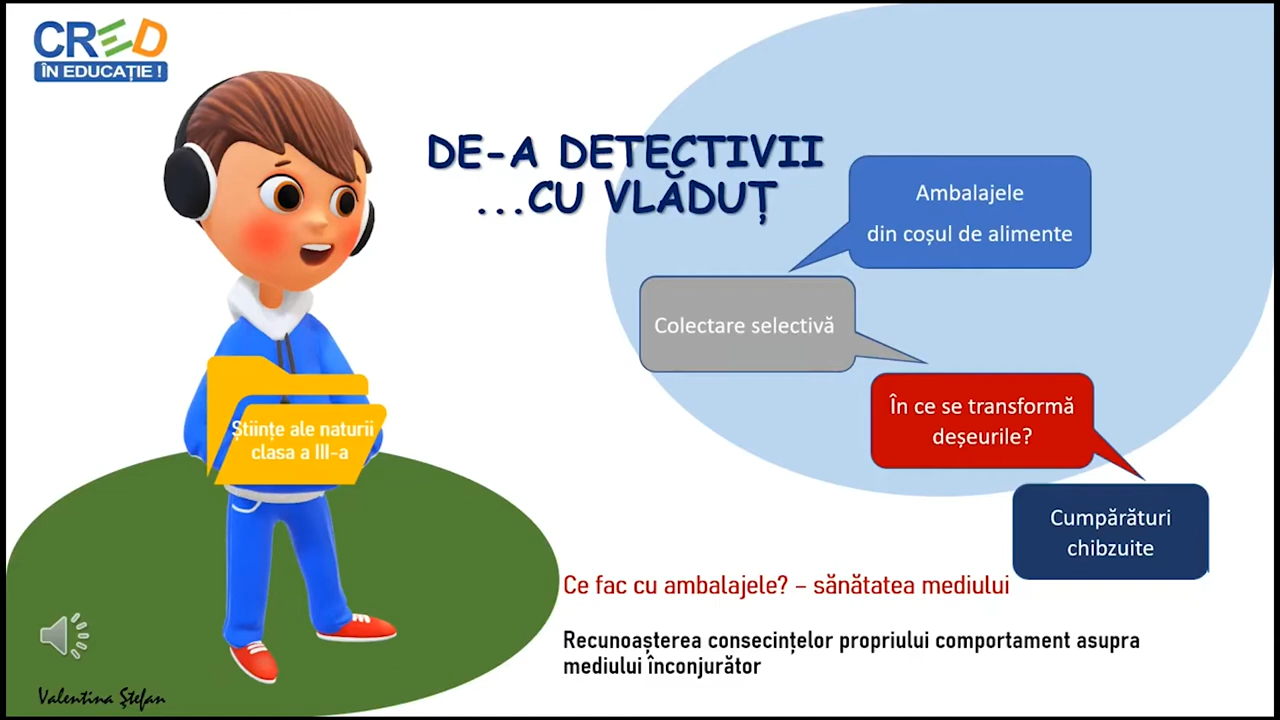 CRED
ÎN EDUCAȚIE !
DE-A DETECTIVII
...CU VLĂDUȚ
Ambalajele
din coșul de alimente
Colectare selectivă
În ce se transformă
deșeurile?
Cumpărături
chibzuite
Științe ale naturii
clasa a III-a
Ce fac cu ambalajele? – sănătatea mediului
Recunoașterea consecințelor propriului comportament asupra
mediului înconjurător
Valentina Ștefan